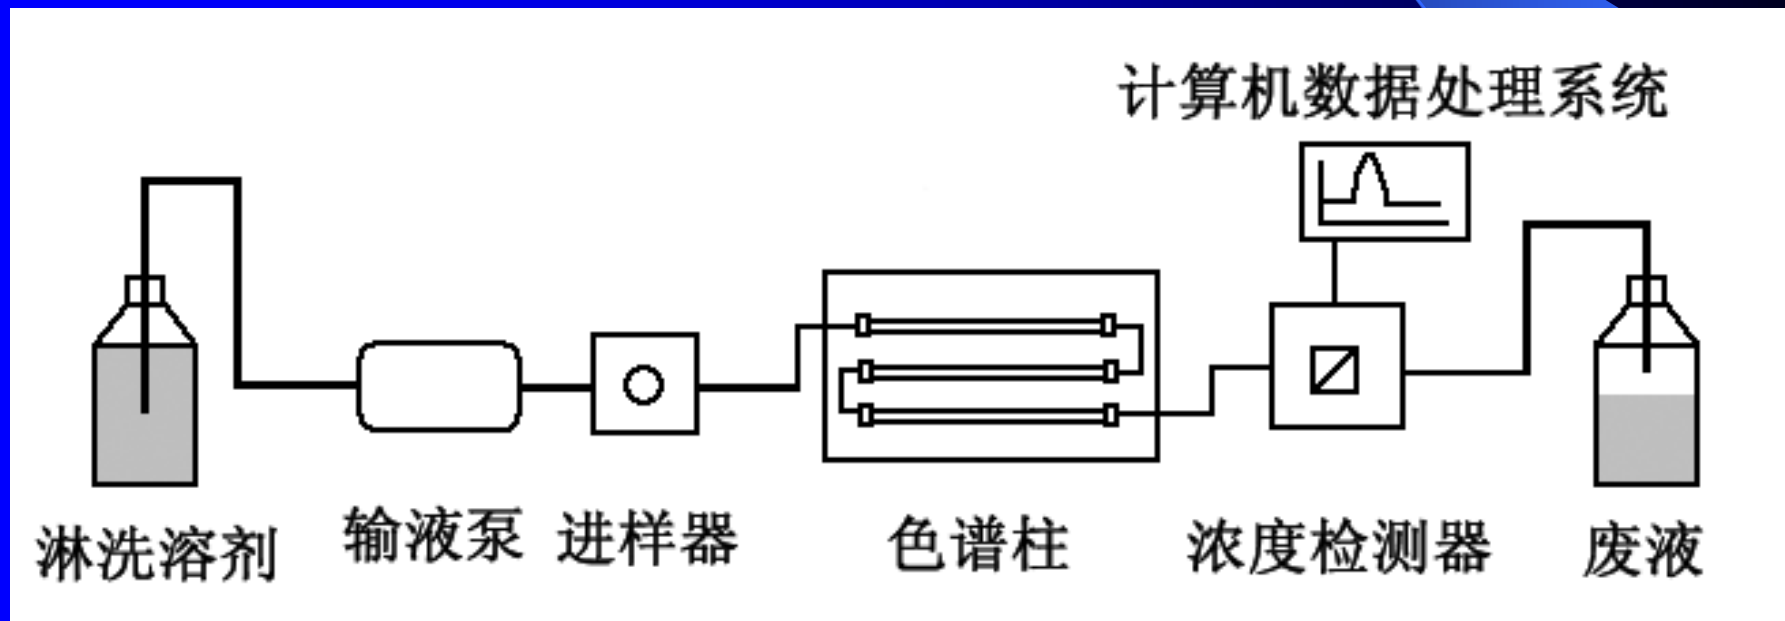 计算机数据处理系统
淋洗溶剂
输液泵
进样器
色谱柱
浓度检测器
废液